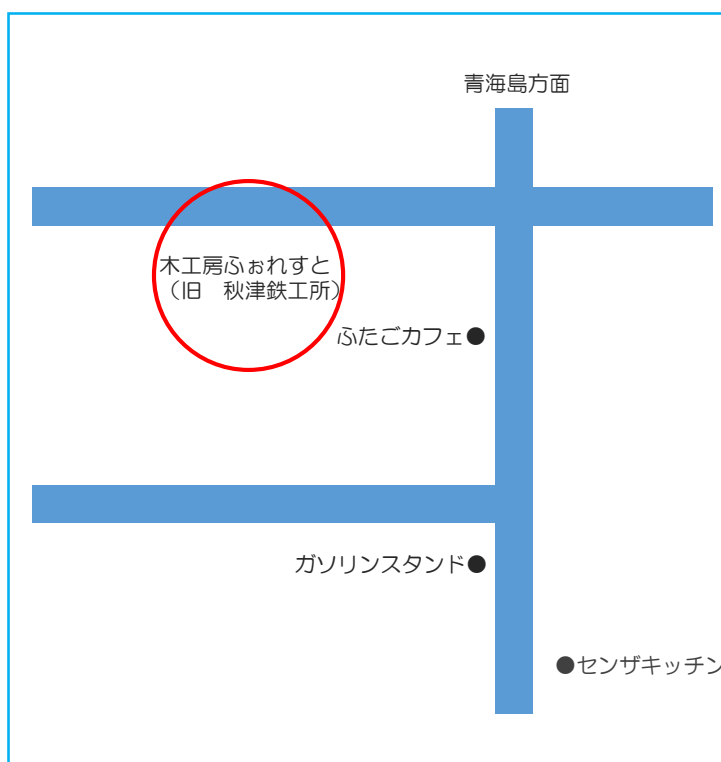 青海島方面
木工房ふぉれすと
（旧　秋津鉄工所）
ふたごカフェ●
ガソリンスタンド●
●センザキッチン